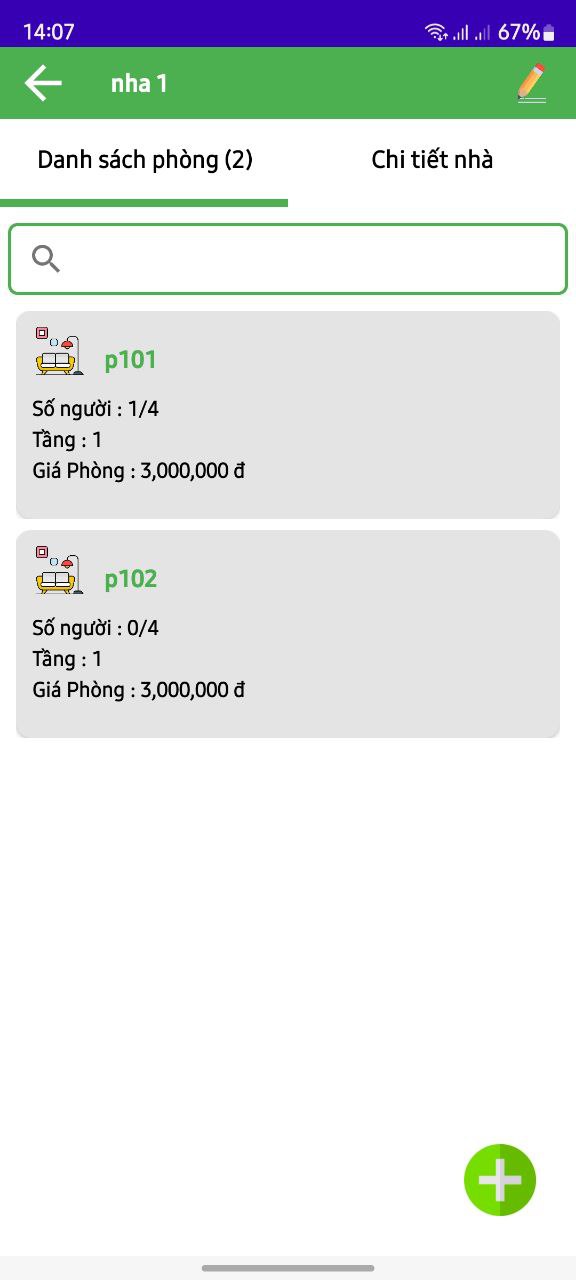 14:07 67%
nha 1
Danh sách phòng (2) Chi tiết nhà
p101
Số người : 1/4
Tầng : 1
Giá Phòng : 3,000,000 đ
p102
Số người : 0/4
Tầng : 1
Giá Phòng : 3,000,000 đ